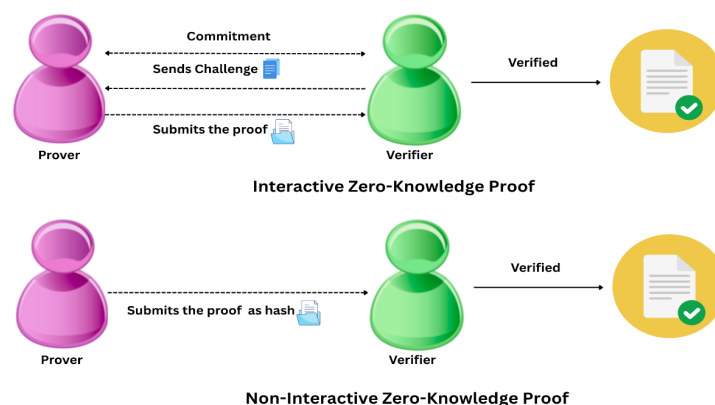 Commitment
Sends Challenge
Verified
Submits the proof
Prover
Verifier
Interactive Zero-Knowledge Proof
Verified
Submits the proof as hash
Prover
Verifier
Non-Interactive Zero-Knowledge Proof